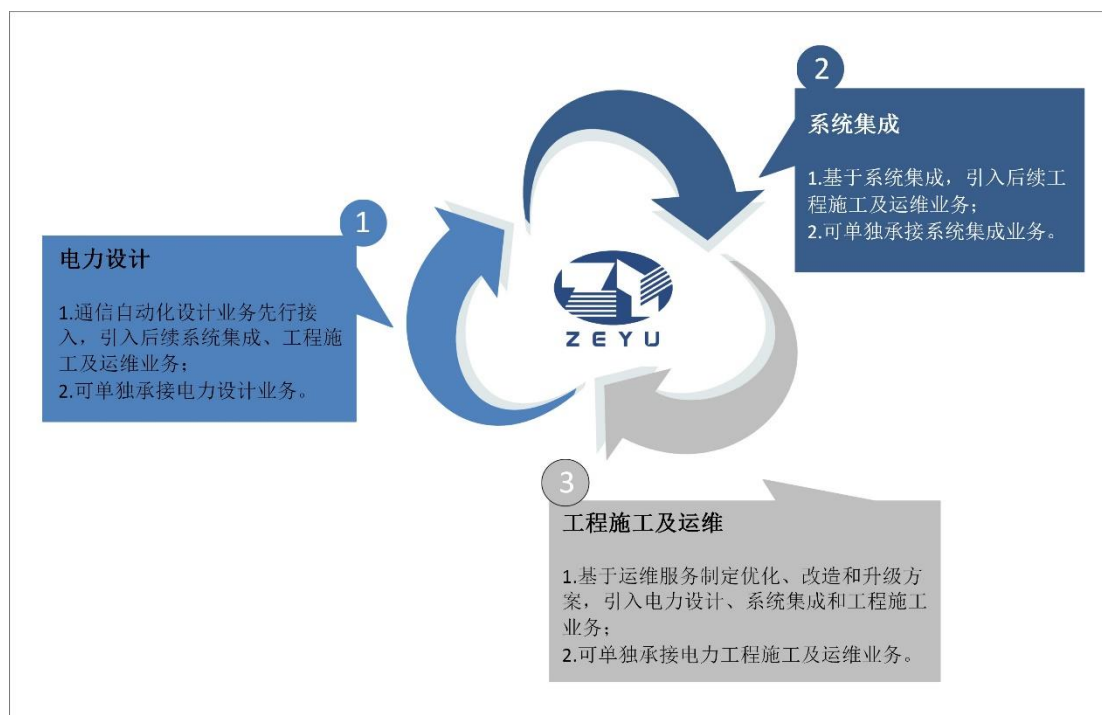 1
电力设计
1.通信自动化设计业务先行接
入，引入后续系统集成、工程施
工及运维业务；
2.可单独承接电力设计业务。
2
系统集成
1.基于系统集成，引入后续工
程施工及运维业务；
2.可单独承接系统集成业务。
ZEYU
3
工程施工及运维
1.基于运维服务制定优化、改造和升级方
案，引入电力设计、系统集成和工程施工
业务；
2.可单独承接电力工程施工及运维业务。